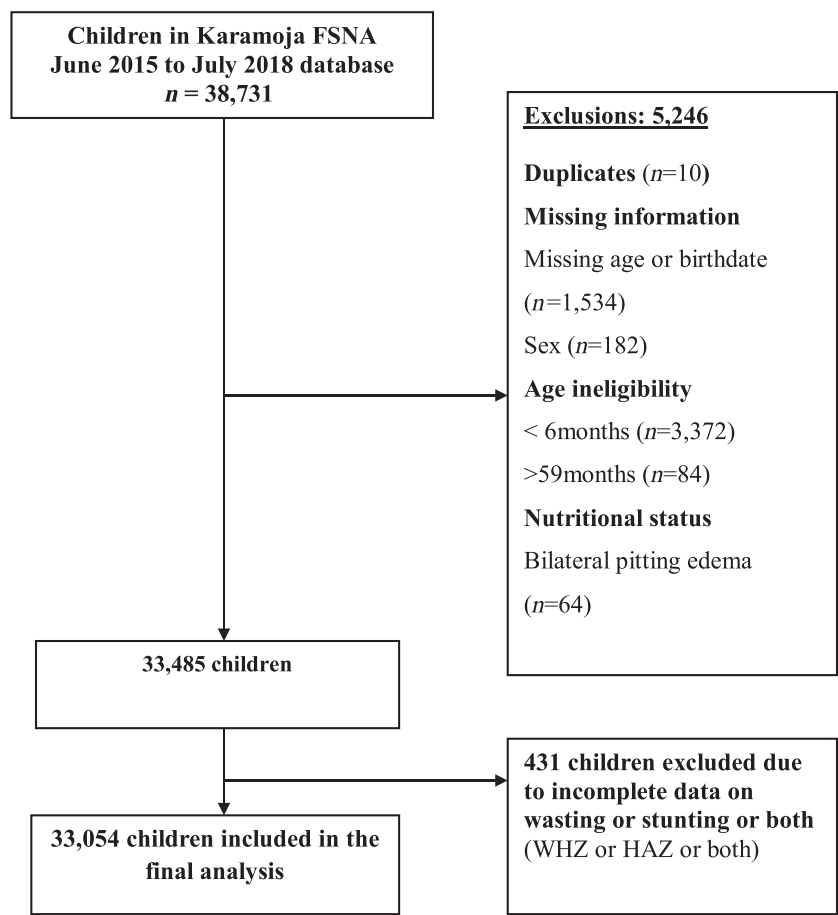 Children in Karamoja FSNA
June 2015 to July 2018 database
n = 38,731
Exclusions: 5,246
Duplicates (n=10)
Missing information
Missing age or birthdate
(n=1,534)
Sex (n=182)
Age ineligibility
< 6months (n=3,372)
>59months (n=84)
Nutritional status
Bilateral pitting edema
(n=64)
33,485 children
431 children excluded due
to incomplete data on
wasting or stunting or both
(WHZ or HAZ or both)
33,054 children included in the
final analysis